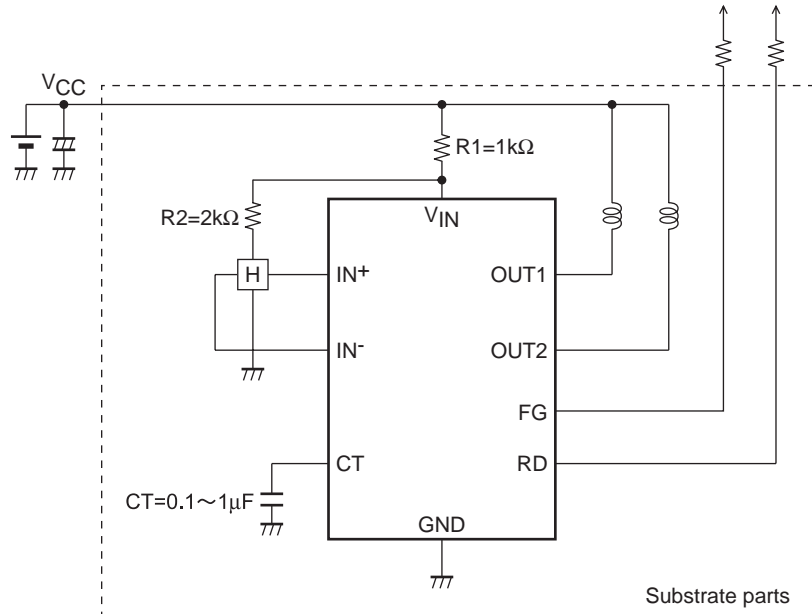 VCC
R1=1kΩ
R2=2kΩ
VIN
H
IN+
OUT1
IN-
OUT2
FG
CT
RD
CT=0.1～1μF
GND
Substrate parts